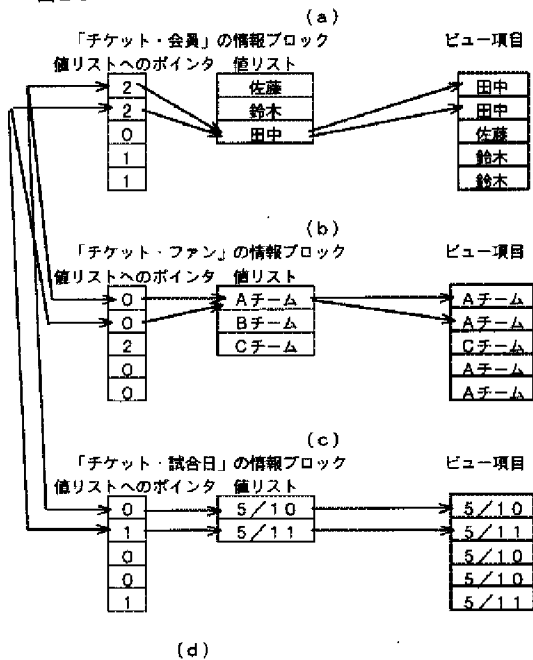 (a)
「チケット・会員」の情報ブロック ビュー項目
値リストへのポインタ 値リスト
2 佐藤 田中
2 鈴木 田中
0 田中 佐藤
1 鈴木
1 鈴木
(b)
「チケット・ファン」の情報ブロック ビュー項目
値リストへのポインタ 値リスト
0 Aチーム Aチーム
0 Bチーム Aチーム
2 Cチーム Cチーム
0 Aチーム
0 Aチーム
(c)
「チケット・試合日」の情報ブロック ビュー項目
値リストへのポインタ 値リスト
0 5/10 5/10
1 5/11 5/11
0 5/10
0 5/10
1 5/11
(d)